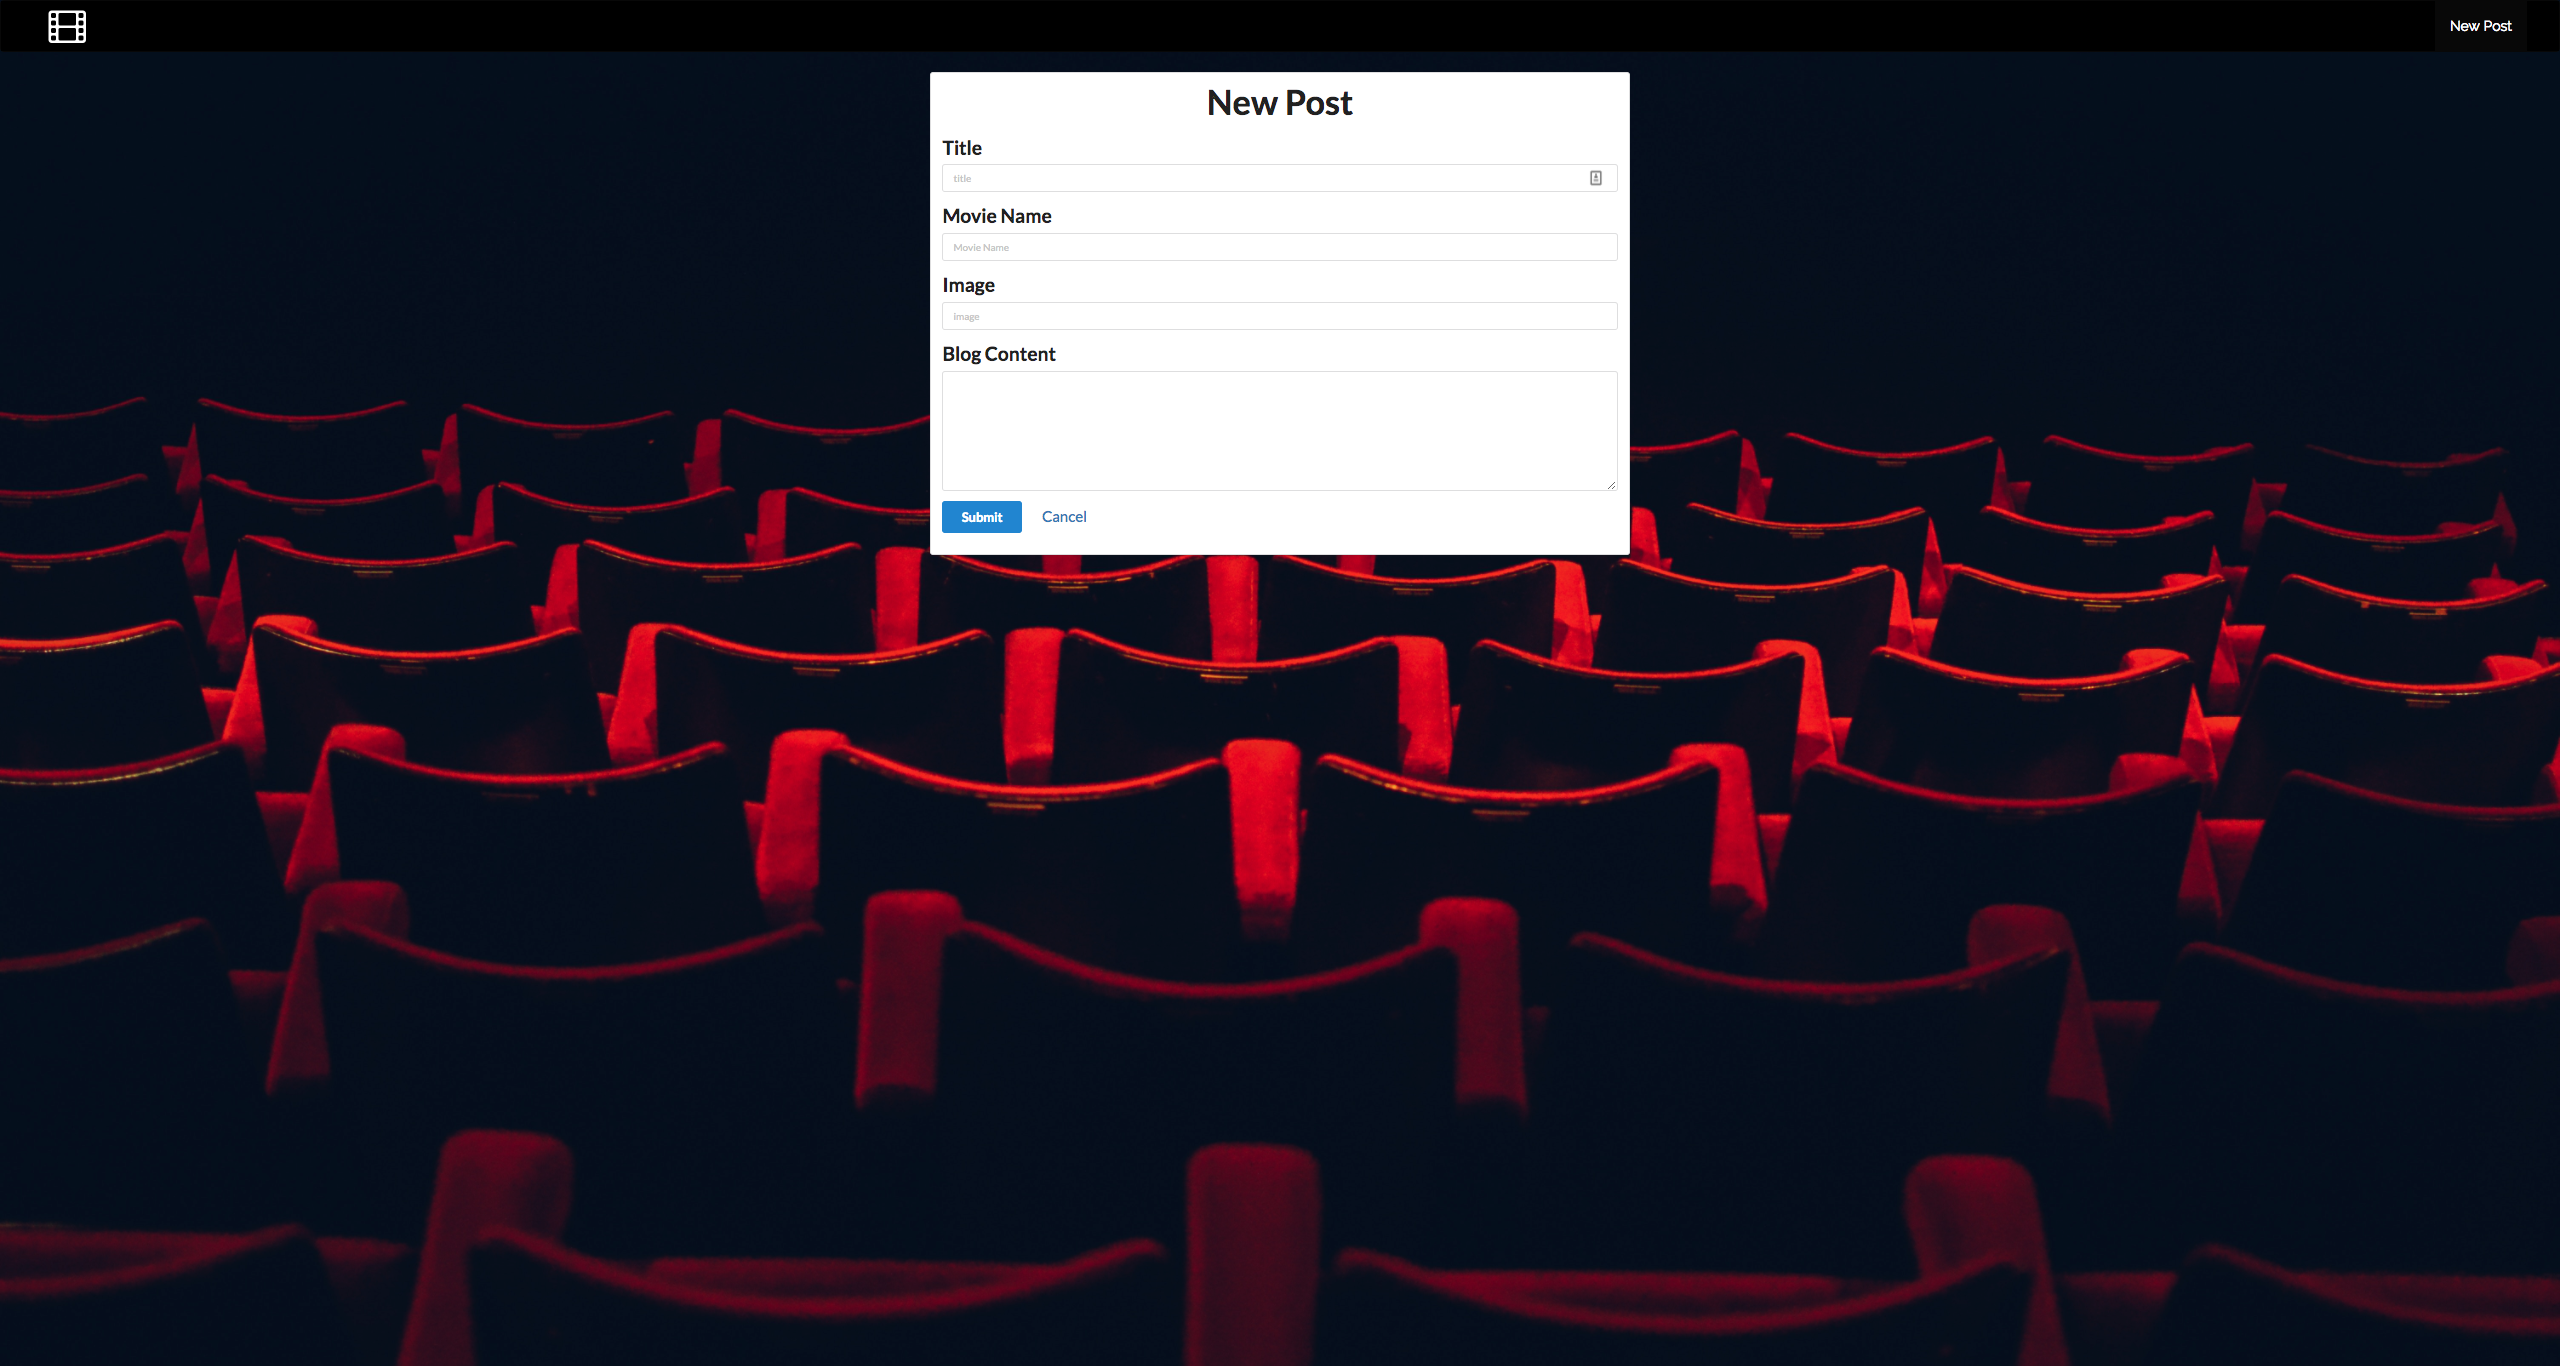 New Post
New Post
Title
title
Movie Name
Movie Name
Image
image
Blog Content
Submit Cancel